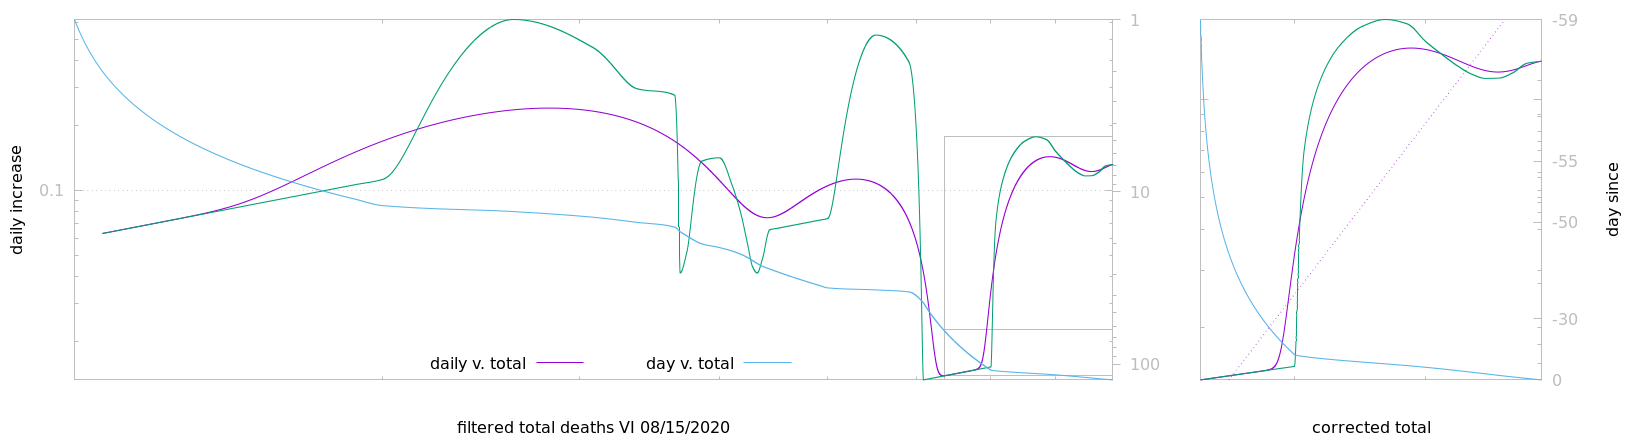 1
-59
daily increase
0.1
10
-55
-50
day since
-30
daily v. total
day v. total
100
0
filtered total deaths VI 08/15/2020
corrected total